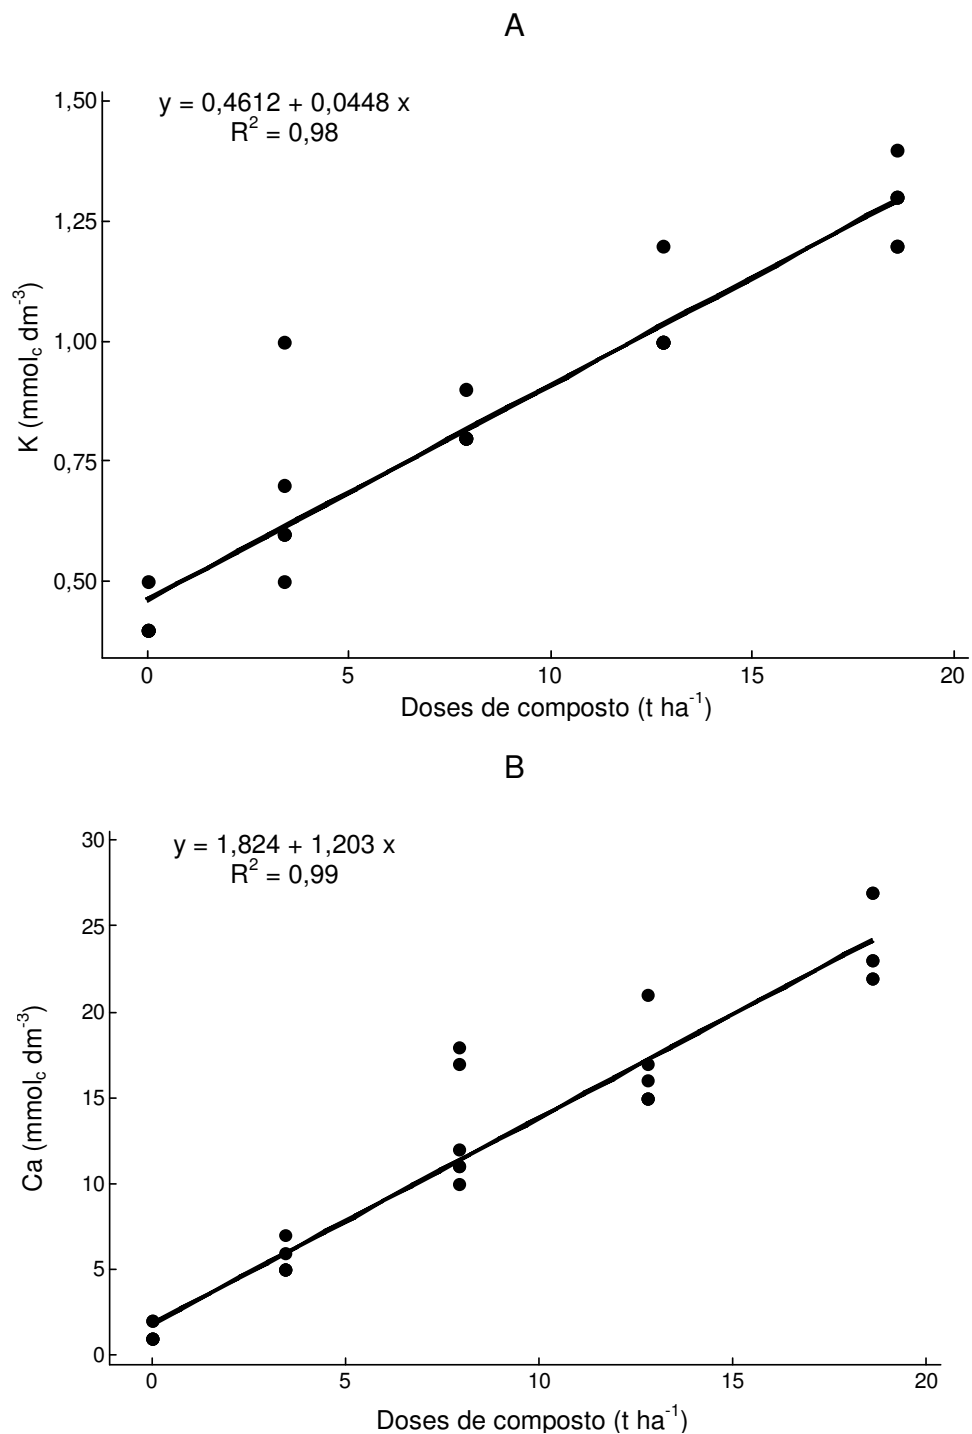 A
y = 0,4612 + 0,0448 x
R² = 0,98
1,50
1,25
1,00
0,75
0,50
K (mmol_c dm⁻³)
0 5 10 15 20
Doses de composto (t ha⁻¹)
B
y = 1,824 + 1,203 x
R² = 0,99
30
25
20
15
10
5
0
Ca (mmol_c dm⁻³)
0 5 10 15 20
Doses de composto (t ha⁻¹)